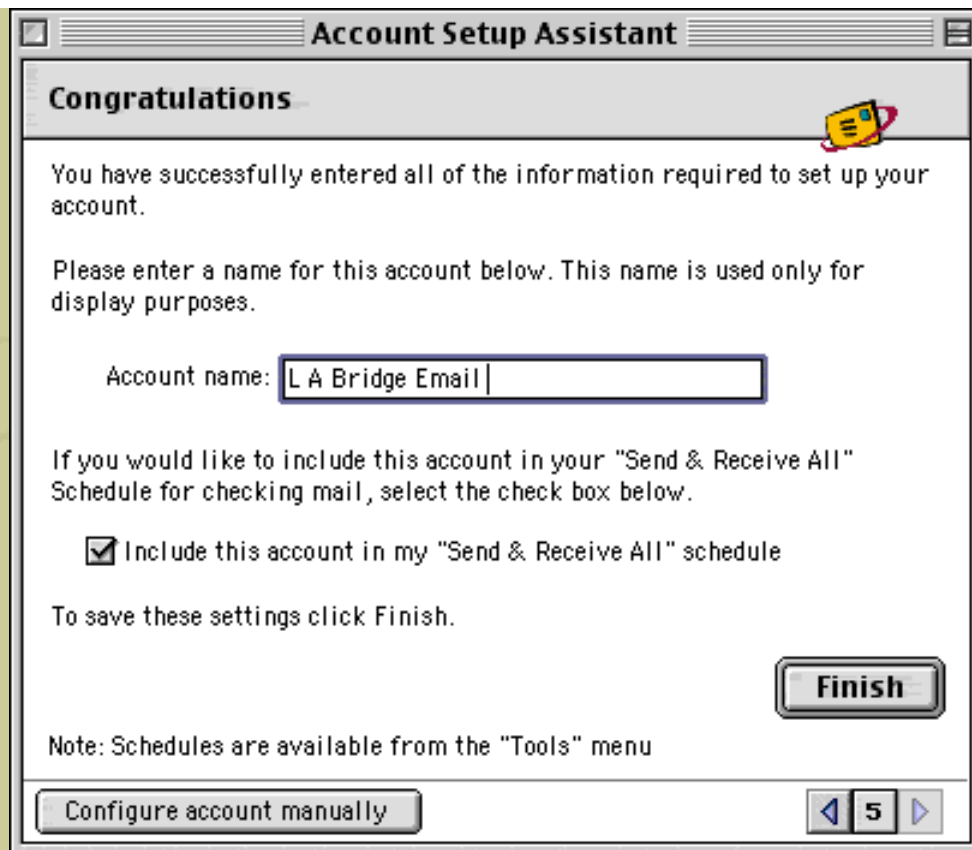 Account Setup Assistant
Congratulations
You have successfully entered all of the information required to set up your
account.
Please enter a name for this account below. This name is used only for
display purposes.
Account name: L A Bridge Email
If you would like to include this account in your "Send & Receive All"
Schedule for checking mail, select the check box below.
Include this account in my "Send & Receive All" schedule
To save these settings click Finish.
Finish
Note: Schedules are available from the "Tools" menu
Configure account manually
5